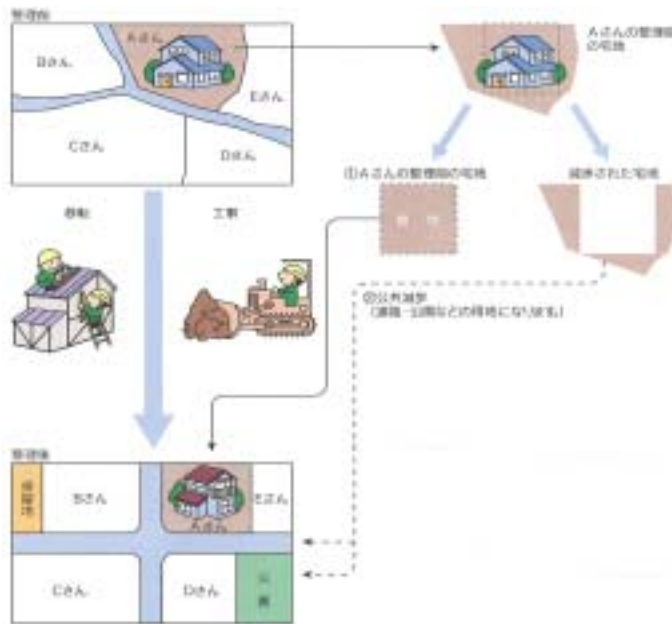 整理前
Aさん
Bさん
Eさん
Cさん
Dさん
Aさんの整理前
の宅地
①Aさんの整理後の宅地
減歩された宅地
移転
工事
②公共減歩
(道路・公園などの用地になります。)
整理後
保留地
Bさん
Aさん
Eさん
Cさん
Dさん
公園